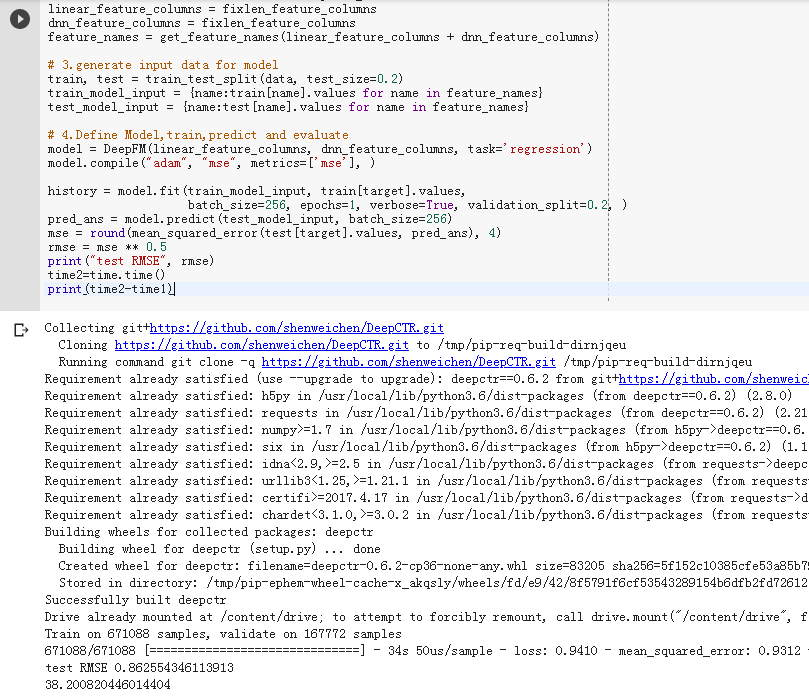 linear_feature_columns = fixlen_feature_columns
dnn_feature_columns = fixlen_feature_columns
feature_names = get_feature_names(linear_feature_columns + dnn_feature_columns)
# 3.generate input data for model
train, test = train_test_split(data, test_size=0.2)
train_model_input = {name:train[name].values for name in feature_names}
test_model_input = {name:test[name].values for name in feature_names}
# 4.Define Model,train,predict and evaluate
model = DeepFM(linear_feature_columns, dnn_feature_columns, task='regression')
model.compile("adam", "mse", metrics=['mse'], )
history = model.fit(train_model_input, train[target].values,
batch_size=256, epochs=1, verbose=True, validation_split=0.2, )
pred_ans = model.predict(test_model_input, batch_size=256)
mse = round(mean_squared_error(test[target].values, pred_ans), 4)
rmse = mse ** 0.5
print("test RMSE", rmse)
time2=time.time()
print(time2-time1)
Collecting git+https://github.com/shenweichen/DeepCTR.git
Cloning https://github.com/shenweichen/DeepCTR.git to /tmp/pip-req-build-dirnjqeu
Running command git clone -q https://github.com/shenweichen/DeepCTR.git /tmp/pip-req-build-dirnjqeu
Requirement already satisfied (use --upgrade to upgrade): deepctr==0.6.2 from git+https://github.com/shenweic
Requirement already satisfied: h5py in /usr/local/lib/python3.6/dist-packages (from deepctr==0.6.2) (2.8.0)
Requirement already satisfied: requests in /usr/local/lib/python3.6/dist-packages (from deepctr==0.6.2) (2.21
Requirement already satisfied: numpy>=1.7 in /usr/local/lib/python3.6/dist-packages (from h5py->deepctr==0.6.
Requirement already satisfied: six in /usr/local/lib/python3.6/dist-packages (from h5py->deepctr==0.6.2) (1.1
Requirement already satisfied: idna<2.9,>=2.5 in /usr/local/lib/python3.6/dist-packages (from requests->deepc
Requirement already satisfied: urllib3<1.25,>=1.21.1 in /usr/local/lib/python3.6/dist-packages (from requests
Requirement already satisfied: certifi>=2017.4.17 in /usr/local/lib/python3.6/dist-packages (from requests->d
Requirement already satisfied: chardet<3.1.0,>=3.0.2 in /usr/local/lib/python3.6/dist-packages (from requests
Building wheels for collected packages: deepctr
Building wheel for deepctr (setup.py) ... done
Created wheel for deepctr: filename=deepctr-0.6.2-cp36-none-any.whl size=83205 sha256=5f152c10385cfe53a85b79
Stored in directory: /tmp/pip-ephem-wheel-cache-x_akqsly/wheels/fd/e9/42/8f5791f6cf53543289154b6dfb2fd72612
Successfully built deepctr
Drive already mounted at /content/drive; to attempt to forcibly remount, call drive.mount("/content/drive", f
Train on 671088 samples, validate on 167772 samples
671088/671088 [==============================] - 34s 50us/sample - loss: 0.9410 - mean_squared_error: 0.9312
test RMSE 0.862554346113913
38.200820446014404